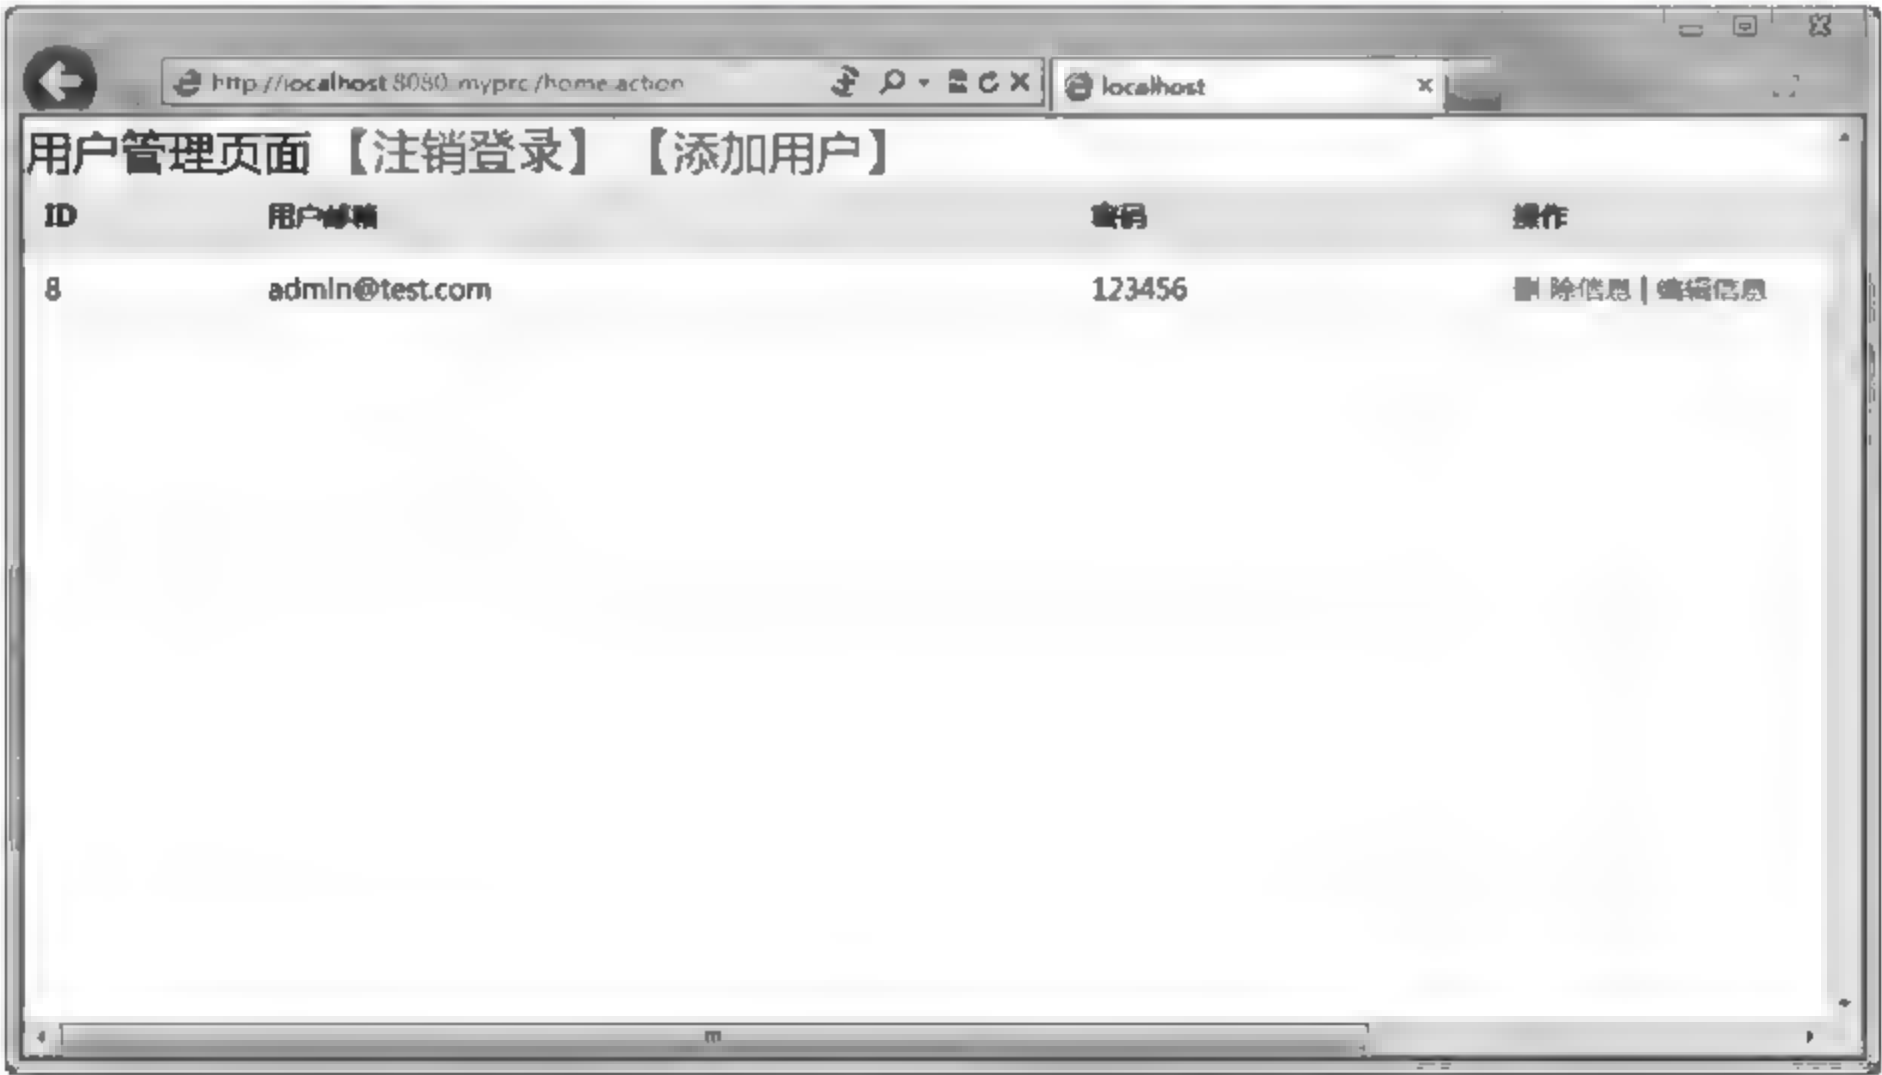 http://localhost:8080/myprc/home.action
localhost
用户管理页面 【注销登录】 【添加用户】
ID 用户邮箱 密码 操作
8 admin@test.com 123456 删除信息 | 编辑信息